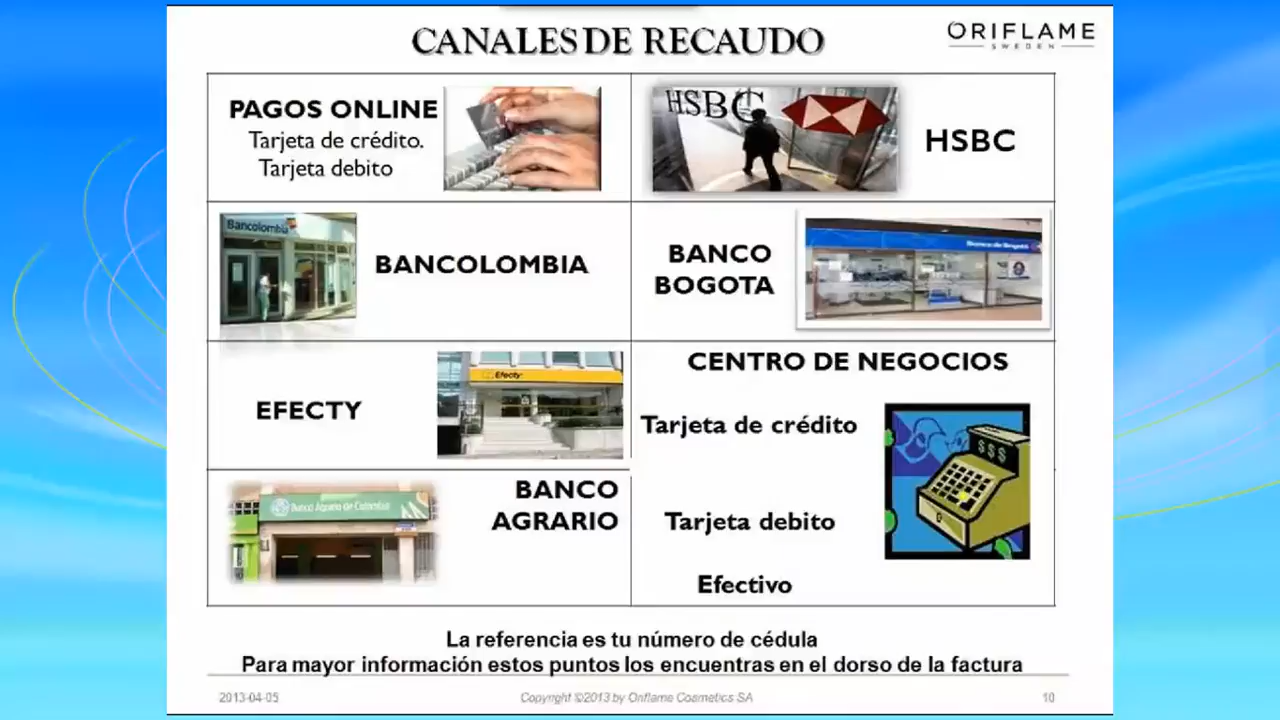 CANALES DE RECAUDO
ORIFLAME
SWEDEN
PAGOS ONLINE
Tarjeta de crédito.
Tarjeta debito
HSBC
HSBC
Bancolombia
BANCOLOMBIA
BANCO
BOGOTA
Banco de Bogotá
EFECTY
Efecty
CENTRO DE NEGOCIOS
Tarjeta de crédito
Tarjeta debito
Efectivo
$$$
Banco Agrario de Colombia
BANCO
AGRARIO
La referencia es tu número de cédula
Para mayor información estos puntos los encuentras en el dorso de la factura
2013-04-05
Copyright ©2013 by Oriflame Cosmetics SA
10